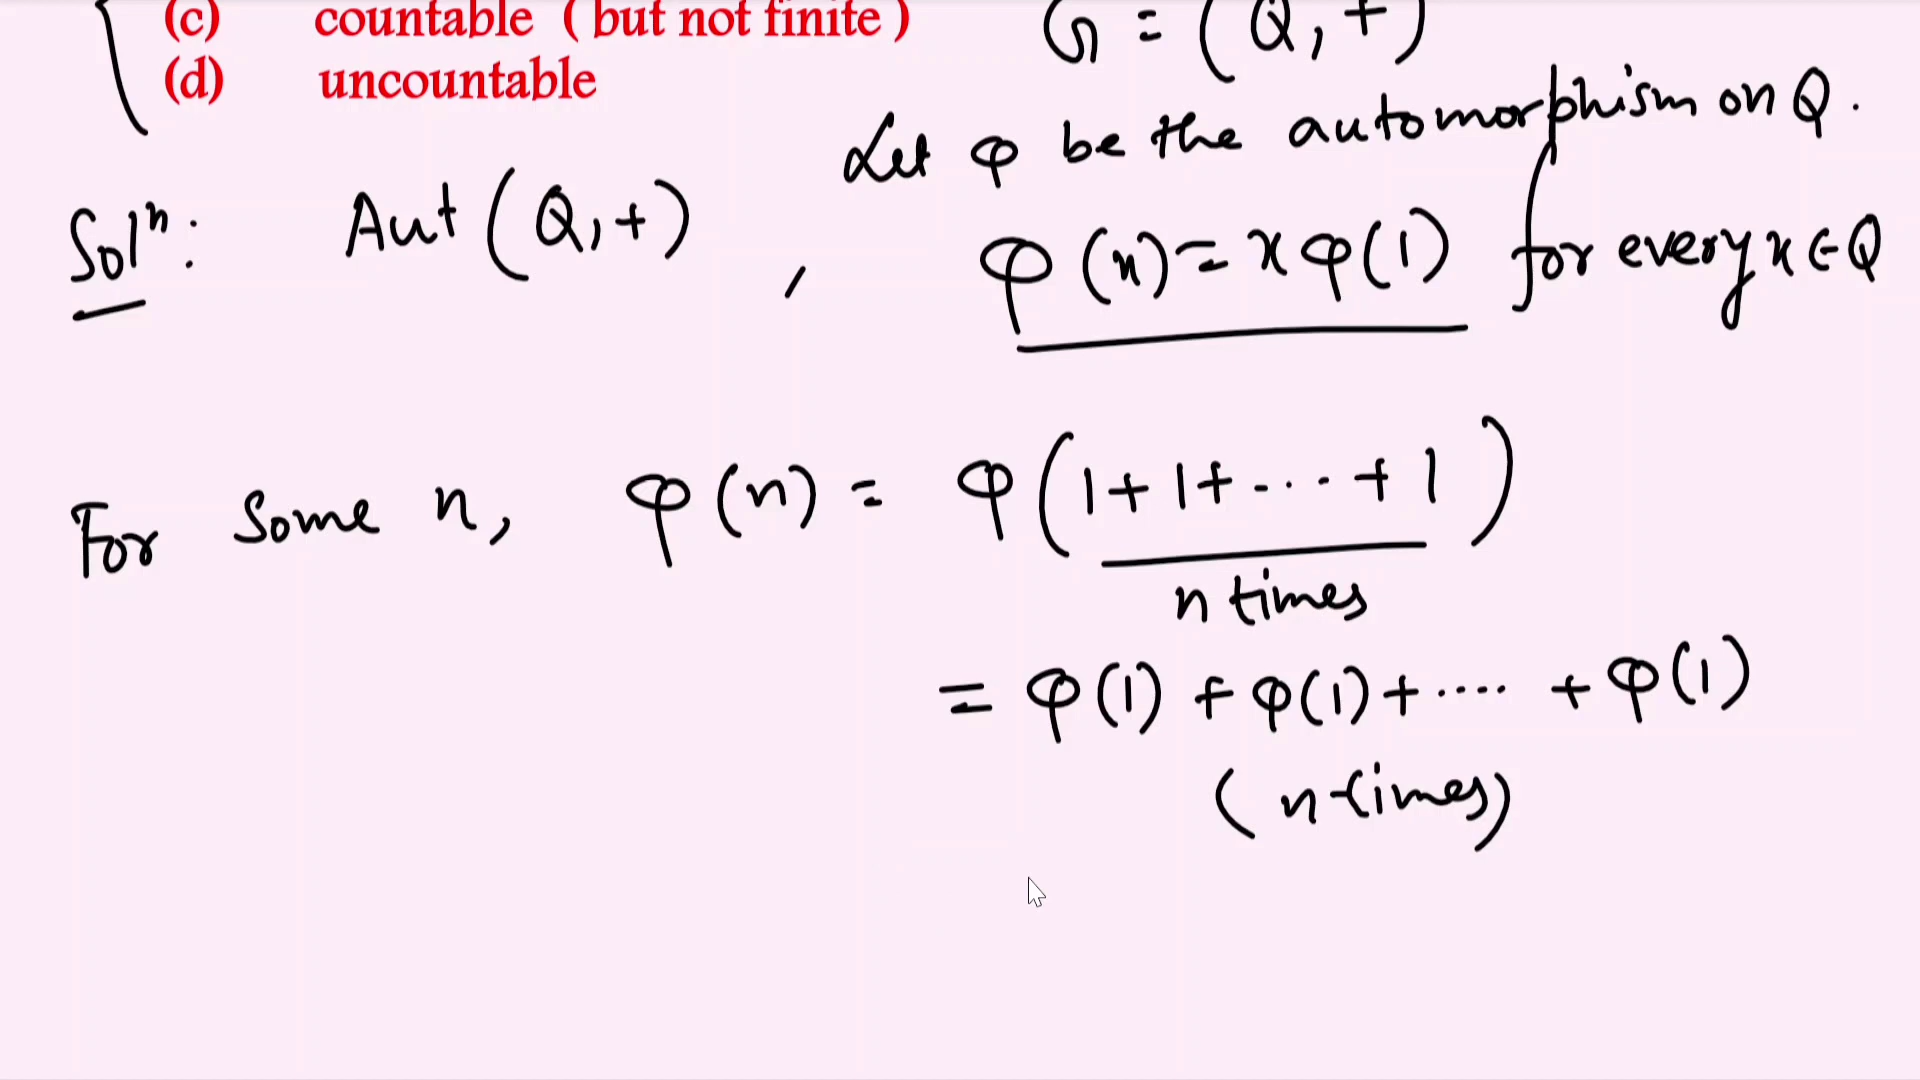 (c) countable ( but not finite )
G = (Q, +)
(d) uncountable
Let φ be the automorphism on Q.
Solⁿ: Aut (Q, +) , φ(x) = x φ(1) for every x ∈ Q
For some n, φ(n) = φ(1+1+-...+1)
n times
= φ(1) + φ(1) + .... + φ(1)
(n-times)